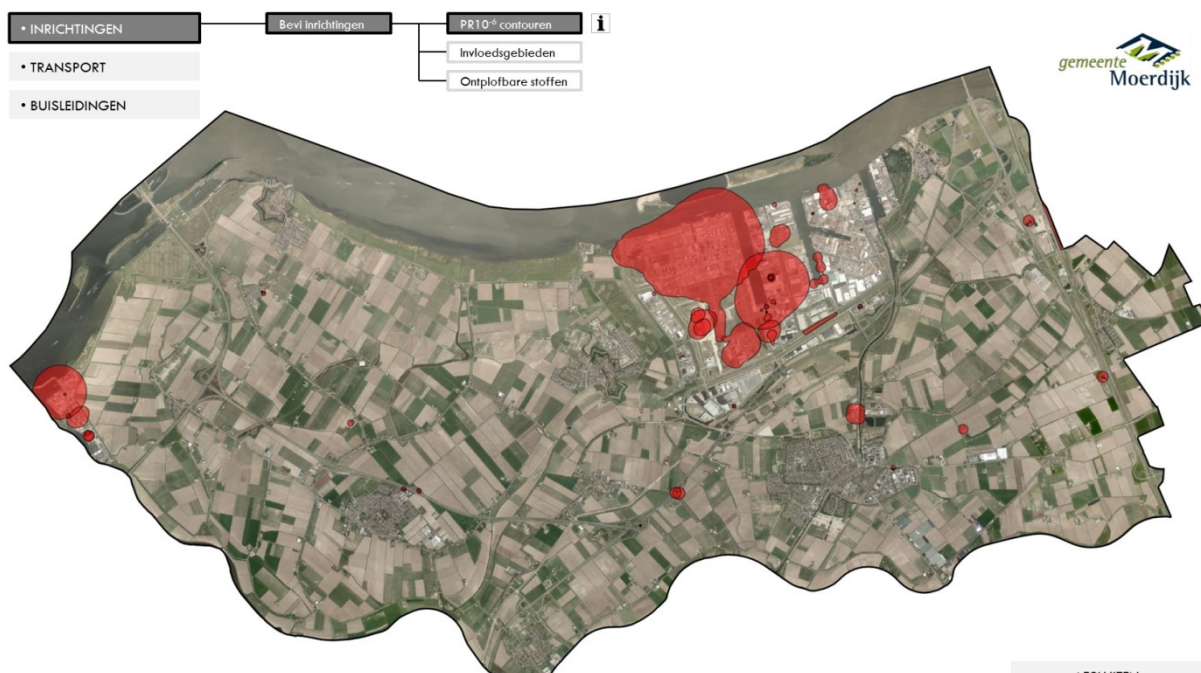 • INRICHTINGEN
Bevi inrichtingen
PR10⁻⁶ contouren
i
Invloedsgebieden
• TRANSPORT
Ontplofbare stoffen
• BUISLEIDINGEN
gemeente
Moerdijk